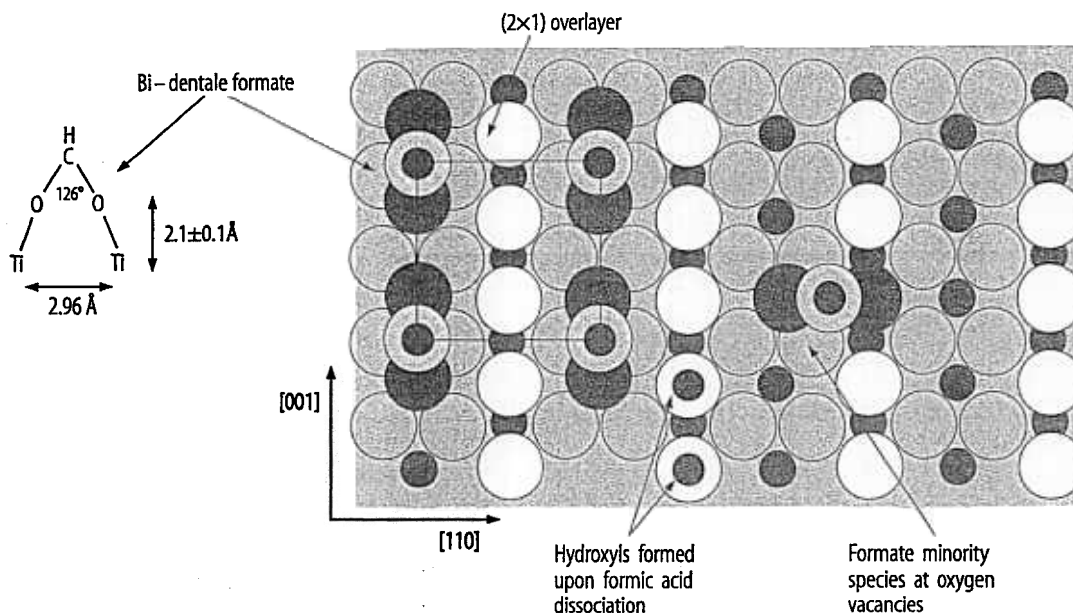 (2×1) overlayer
Bi–dentale formate
H
C
126°
O O
Ti Ti
2.1±0.1Å
2.96 Å
[001]
[110]
Hydroxyls formed
upon formic acid
dissociation
Formate minority
species at oxygen
vacancies